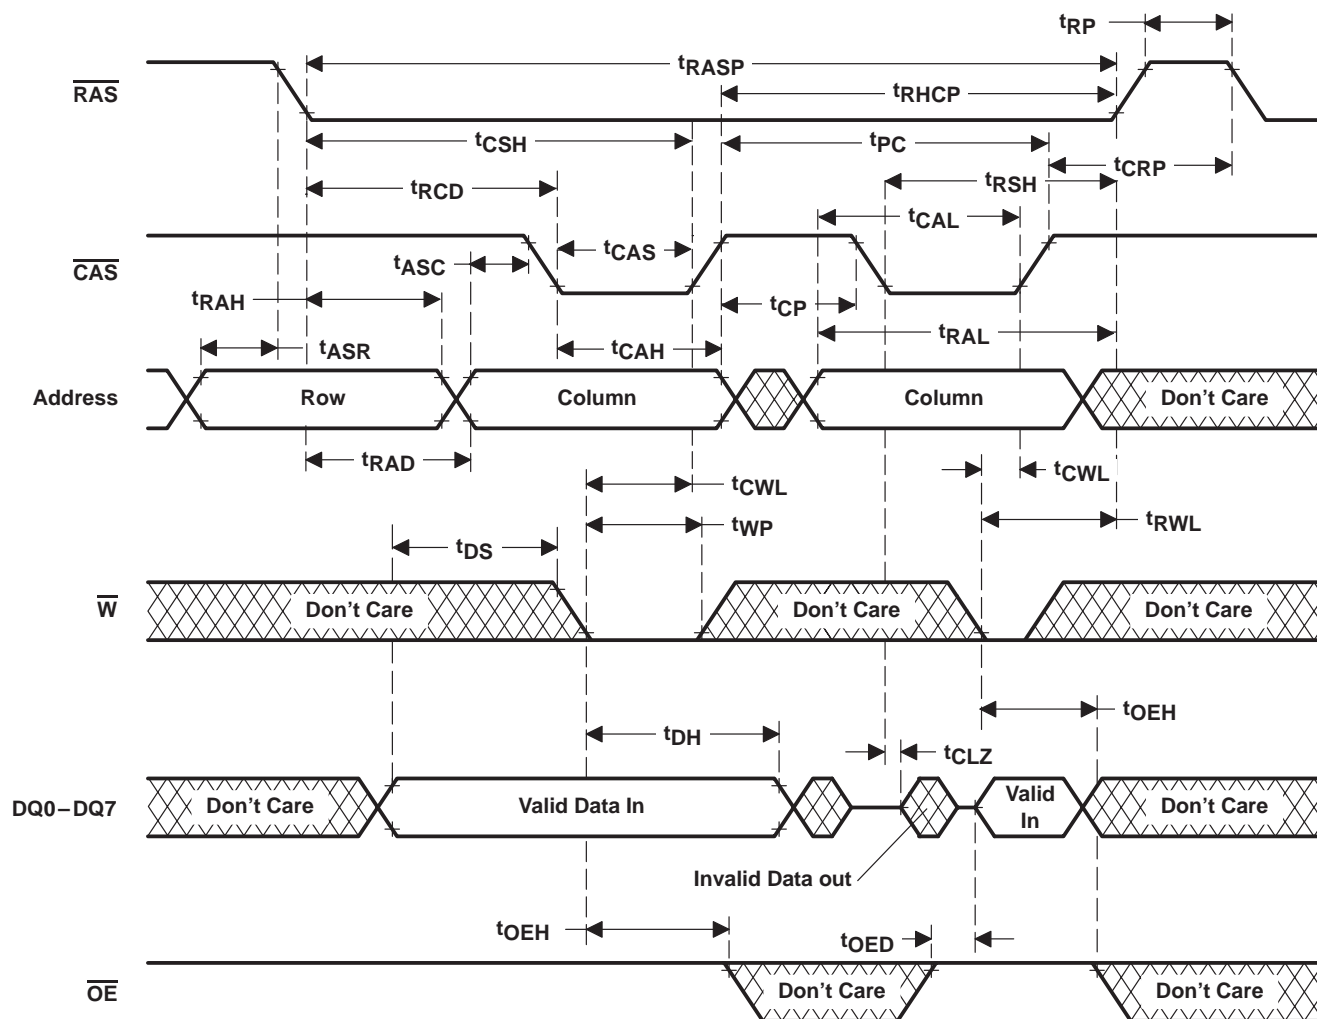 tRP
RAS
tRASP
tRHCP
tCSH
tPC
tCRP
tRCD
tRSH
tCAL
CAS
tASC
tCAS
tRAH
tCP
tASR
tCAH
tRAL
Address
Row
Column
Column
Don't Care
tRAD
tCWL
tCWL
tWP
tRWL
tDS
W
Don't Care
Don't Care
Don't Care
tOEH
tDH
tCLZ
DQ0–DQ7
Don't Care
Valid Data In
Valid
In
Don't Care
Invalid Data out
tOEH
tOED
OE
Don't Care
Don't Care